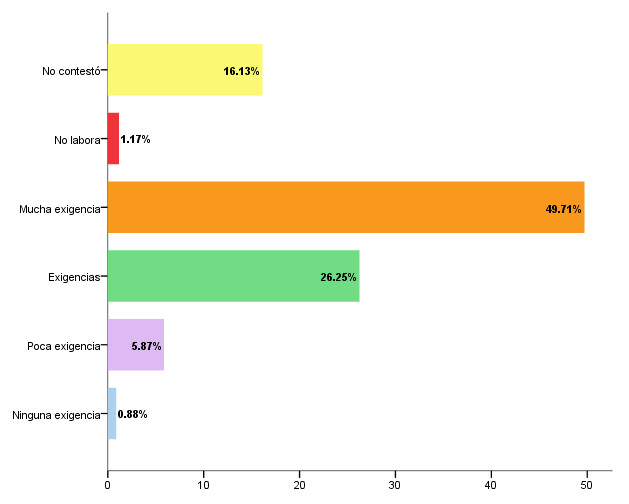 No contestó 16.13%
No labora 1.17%
Mucha exigencia 49.71%
Exigencias 26.25%
Poca exigencia 5.87%
Ninguna exigencia 0.88%
0 10 20 30 40 50